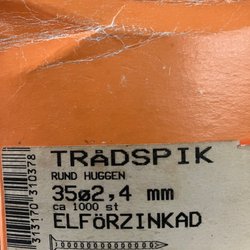 TRÅDSPIK
RUND HUGGEN
35ø2,4 mm
ca 1000 st
ELFÖRZINKAD
313170 310378